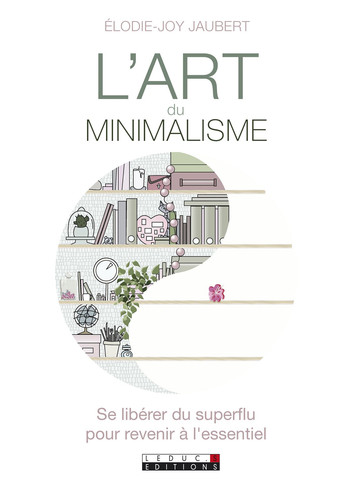 ÉLODIE-JOY JAUBERT
L'ART
du
MINIMALISME
Se libérer du superflu
pour revenir à l'essentiel
LEDUC.S
EDITIONS